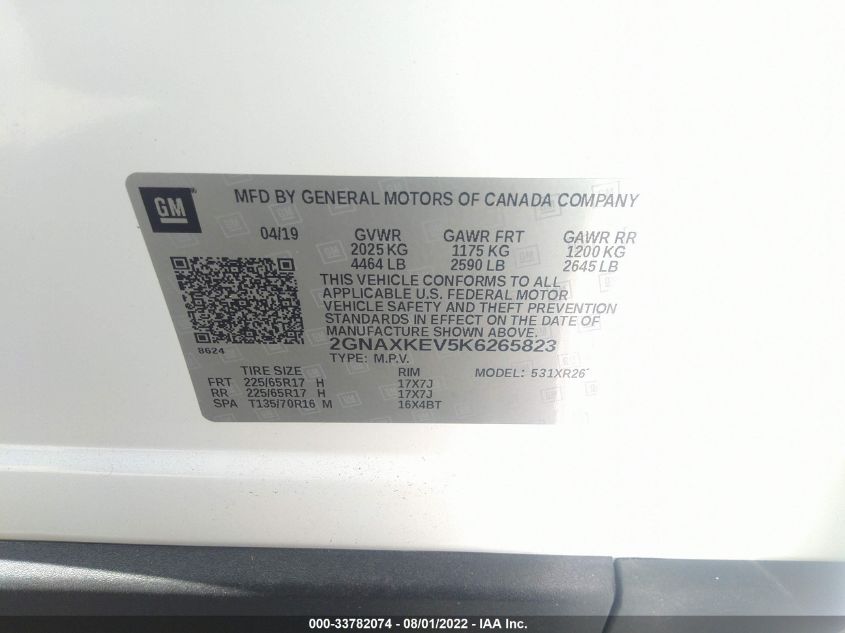 GM
MFD BY GENERAL MOTORS OF CANADA COMPANY
04/19 GVWR GAWR FRT GAWR RR
2025 KG 1175 KG 1200 KG
4464 LB 2590 LB 2645 LB
THIS VEHICLE CONFORMS TO ALL
APPLICABLE U.S. FEDERAL MOTOR
VEHICLE SAFETY AND THEFT PREVENTION
STANDARDS IN EFFECT ON THE DATE OF
MANUFACTURE SHOWN ABOVE.
8624 2GNAXKEV5K6265823
TYPE: M.P.V.
TIRE SIZE RIM MODEL: 531XR26
FRT 225/65R17 H 17X7J
RR 225/65R17 H 17X7J
SPA T135/70R16 M 16X4BT
000-33782074 - 08/01/2022 - IAA Inc.